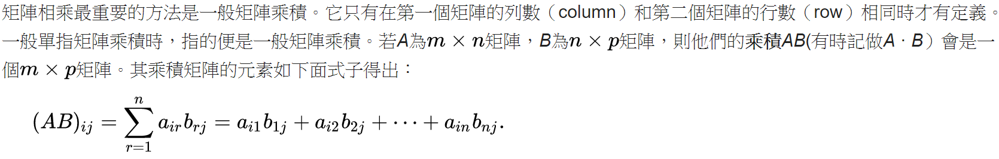 矩陣相乘最重要的方法是一般矩陣乘積。它只有在第一個矩陣的列數（column）和第二個矩陣的行數（row）相同時才有定義。
一般單指矩陣乘積時，指的便是一般矩陣乘積。若A為m × n矩陣，B為n × p矩陣，則他們的乘積AB(有時記做A · B）會是一
個m × p矩陣。其乘積矩陣的元素如下面式子得出：
(AB)_{ij} = \sum_{r=1}^{n} a_{ir}b_{rj} = a_{i1}b_{1j} + a_{i2}b_{2j} + \cdots + a_{in}b_{nj}.